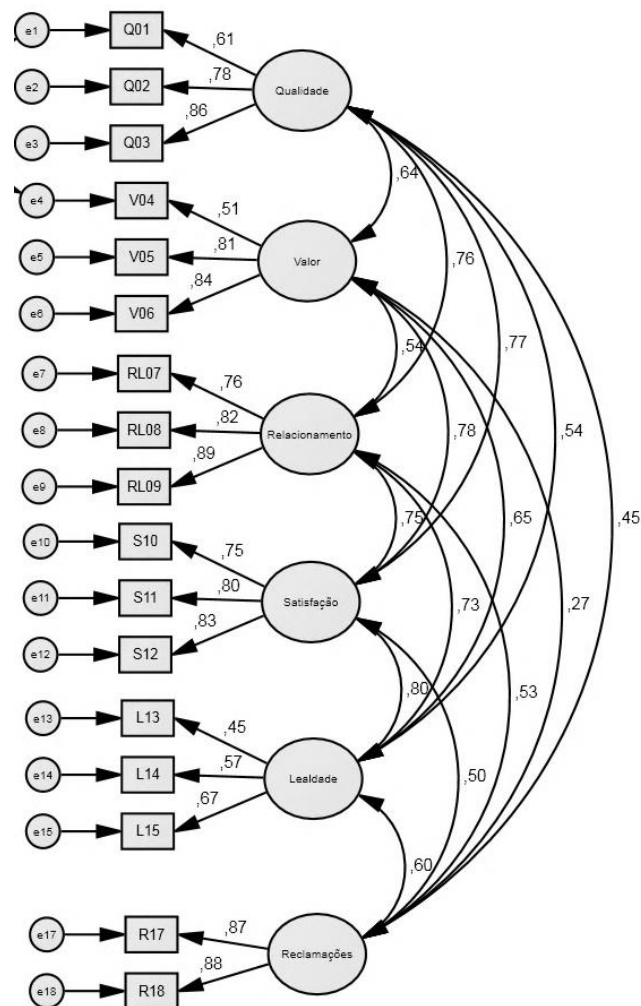 e1 Q01 ,61
e2 Q02 ,78 Qualidade
e3 Q03 ,86
,64
e4 V04 ,51
e5 V05 ,81 Valor ,76
e6 V06 ,84
,54 ,77
e7 RL07 ,76
e8 RL08 ,82 Relacionamento ,78 ,54
e9 RL09 ,89
,75 ,65 ,45
e10 S10 ,75
e11 S11 ,80 Satisfação ,73 ,27
e12 S12 ,83
,80 ,53
e13 L13 ,45
e14 L14 ,57 Lealdade ,50
e15 L15 ,67
,60
e17 R17 ,87
Reclamações
e18 R18 ,88